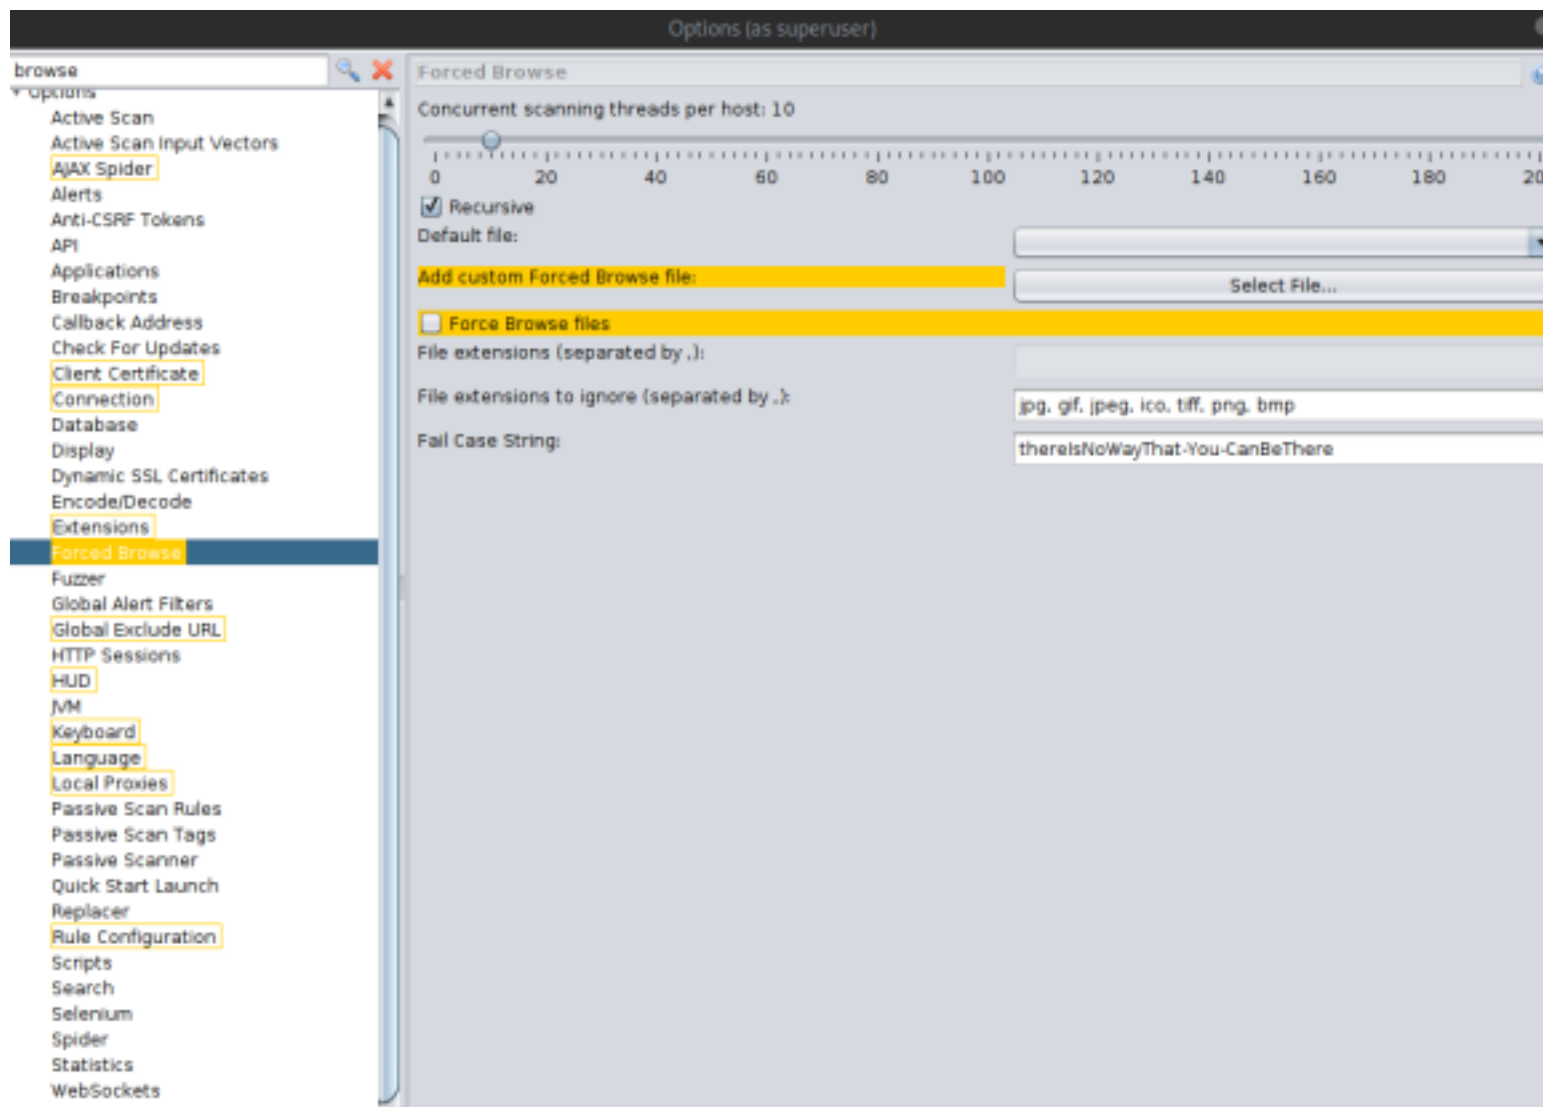 Options (as superuser)
browse
Options
Active Scan
Active Scan Input Vectors
AJAX Spider
Alerts
Anti-CSRF Tokens
API
Applications
Breakpoints
Callback Address
Check For Updates
Client Certificate
Connection
Database
Display
Dynamic SSL Certificates
Encode/Decode
Extensions
Forced Browse
Fuzzer
Global Alert Filters
Global Exclude URL
HTTP Sessions
HUD
JVM
Keyboard
Language
Local Proxies
Passive Scan Rules
Passive Scan Tags
Passive Scanner
Quick Start Launch
Replacer
Rule Configuration
Scripts
Search
Selenium
Spider
Statistics
WebSockets
Forced Browse
Concurrent scanning threads per host: 10
0 20 40 60 80 100 120 140 160 180 20
Recursive
Default file:
Add custom Forced Browse file:
Select File...
Force Browse files
File extensions (separated by ,):
File extensions to ignore (separated by ,):
jpg, gif, jpeg, ico, tiff, png, bmp
Fail Case String:
thereIsNoWayThat-You-CanBeThere